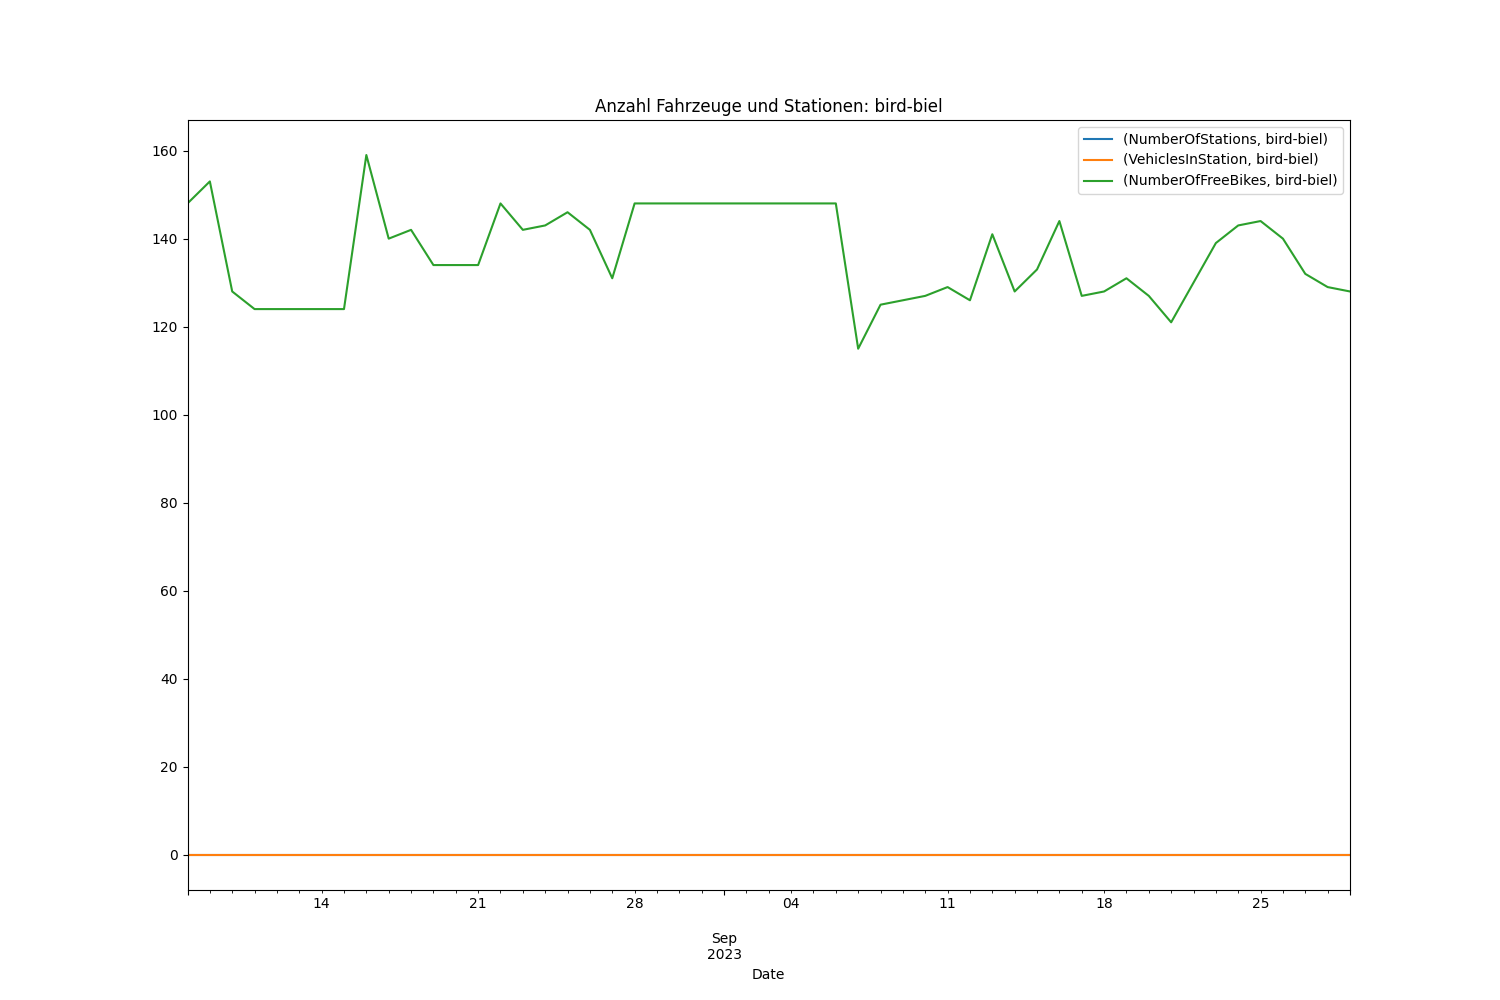 Anzahl Fahrzeuge und Stationen: bird-biel
(NumberOfStations, bird-biel)
(VehiclesInStation, bird-biel)
(NumberOfFreeBikes, bird-biel)
160
140
120
100
80
60
40
20
0
14 21 28 04 11 18 25
Sep
2023
Date